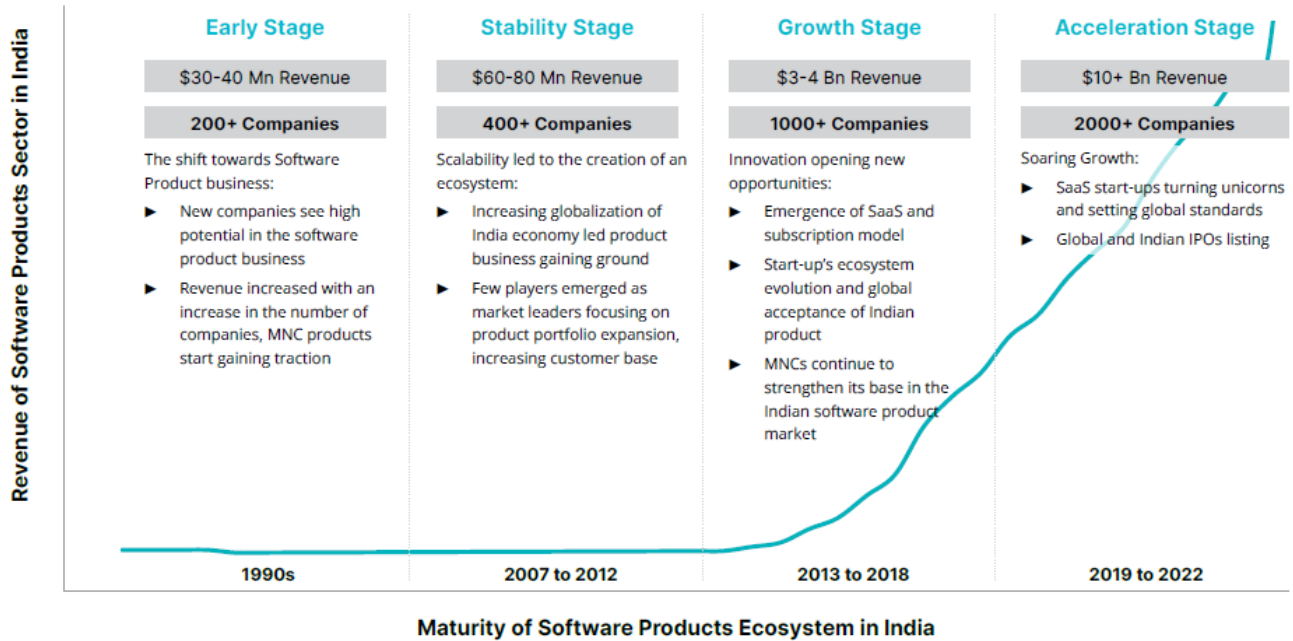 Revenue of Software Products Sector in India
Early Stage
$30-40 Mn Revenue
200+ Companies
The shift towards Software
Product business:
► New companies see high
potential in the software
product business
► Revenue increased with an
increase in the number of
companies, MNC products
start gaining traction
1990s
Stability Stage
$60-80 Mn Revenue
400+ Companies
Scalability led to the creation of an
ecosystem:
► Increasing globalization of
India economy led product
business gaining ground
► Few players emerged as
market leaders focusing on
product portfolio expansion,
increasing customer base
2007 to 2012
Growth Stage
$3-4 Bn Revenue
1000+ Companies
Innovation opening new
opportunities:
► Emergence of SaaS and
subscription model
► Start-up's ecosystem
evolution and global
acceptance of Indian
product
► MNCs continue to
strengthen its base in the
Indian software product
market
2013 to 2018
Acceleration Stage
$10+ Bn Revenue
2000+ Companies
Soaring Growth:
► SaaS start-ups turning unicorns
and setting global standards
► Global and Indian IPOs listing
2019 to 2022
Maturity of Software Products Ecosystem in India